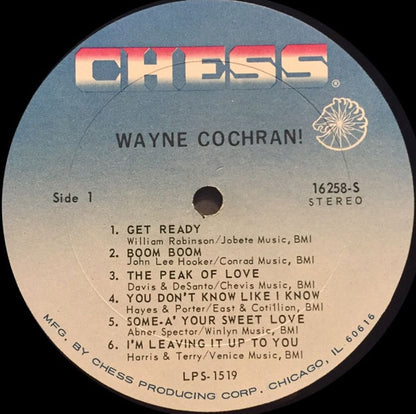 CHESS
®
WAYNE COCHRAN!
Side 1
16258-S
STEREO
1. GET READY
William Robinson/Jobete Music, BMI
2. BOOM BOOM
John Lee Hooker/Conrad Music, BMI
3. THE PEAK OF LOVE
Davis & DeSanto/Chevis Music, BMI
4. YOU DON'T KNOW LIKE I KNOW
Hayes & Porter/East & Cotillion, BMI
5. SOME-A' YOUR SWEET LOVE
Abner Spector/Winlyn Music, BMI
6. I'M LEAVING IT UP TO YOU
Harris & Terry/Venice Music, BMI
LPS-1519
MFG. BY CHESS PRODUCING CORP. CHICAGO, IL 60616